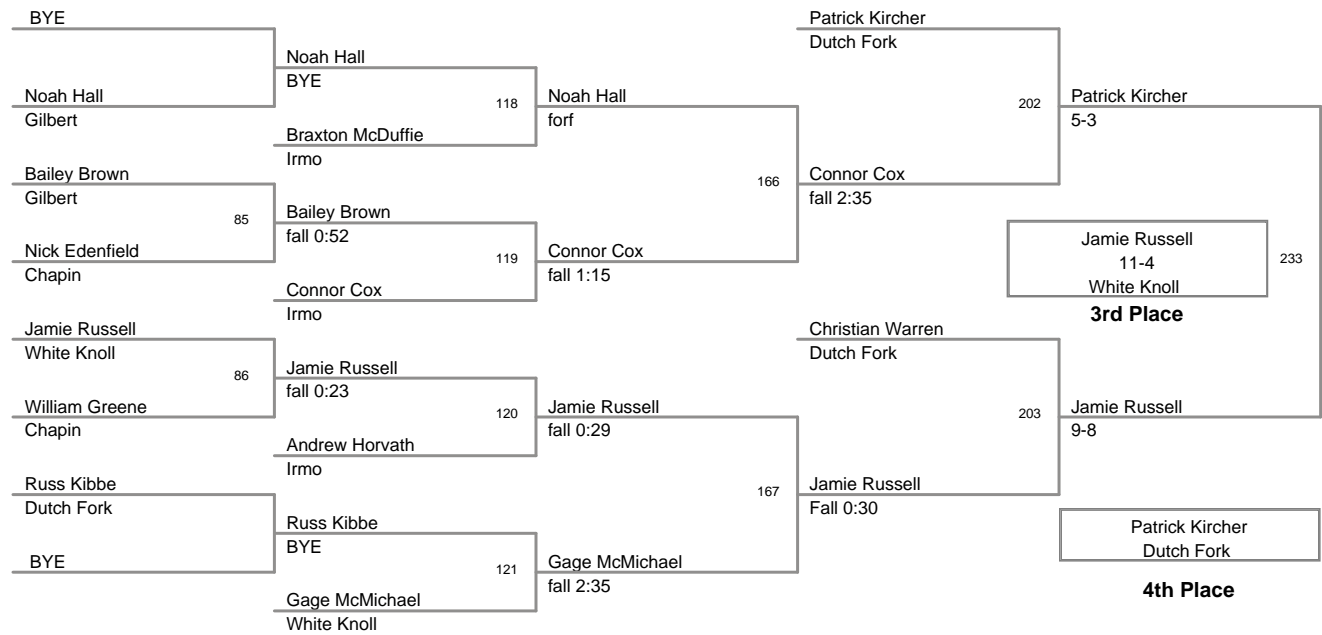 BYE
Noah Hall
Gilbert
Bailey Brown
Gilbert
85
Nick Edenfield
Chapin
Jamie Russell
White Knoll
86
William Greene
Chapin
Russ Kibbe
Dutch Fork
BYE
Noah Hall
BYE
118
Braxton McDuffie
Irmo
Bailey Brown
fall 0:52
119
Connor Cox
Irmo
Jamie Russell
fall 0:23
120
Andrew Horvath
Irmo
Russ Kibbe
BYE
121
Gage McMichael
White Knoll
Noah Hall
forf
166
Connor Cox
fall 1:15
Jamie Russell
fall 0:29
167
Gage McMichael
fall 2:35
Patrick Kircher
Dutch Fork
202
Connor Cox
fall 2:35
Christian Warren
Dutch Fork
203
Jamie Russell
Fall 0:30
Patrick Kircher
5-3
Jamie Russell
11-4
White Knoll
233
3rd Place
Jamie Russell
9-8
Patrick Kircher
Dutch Fork
4th Place